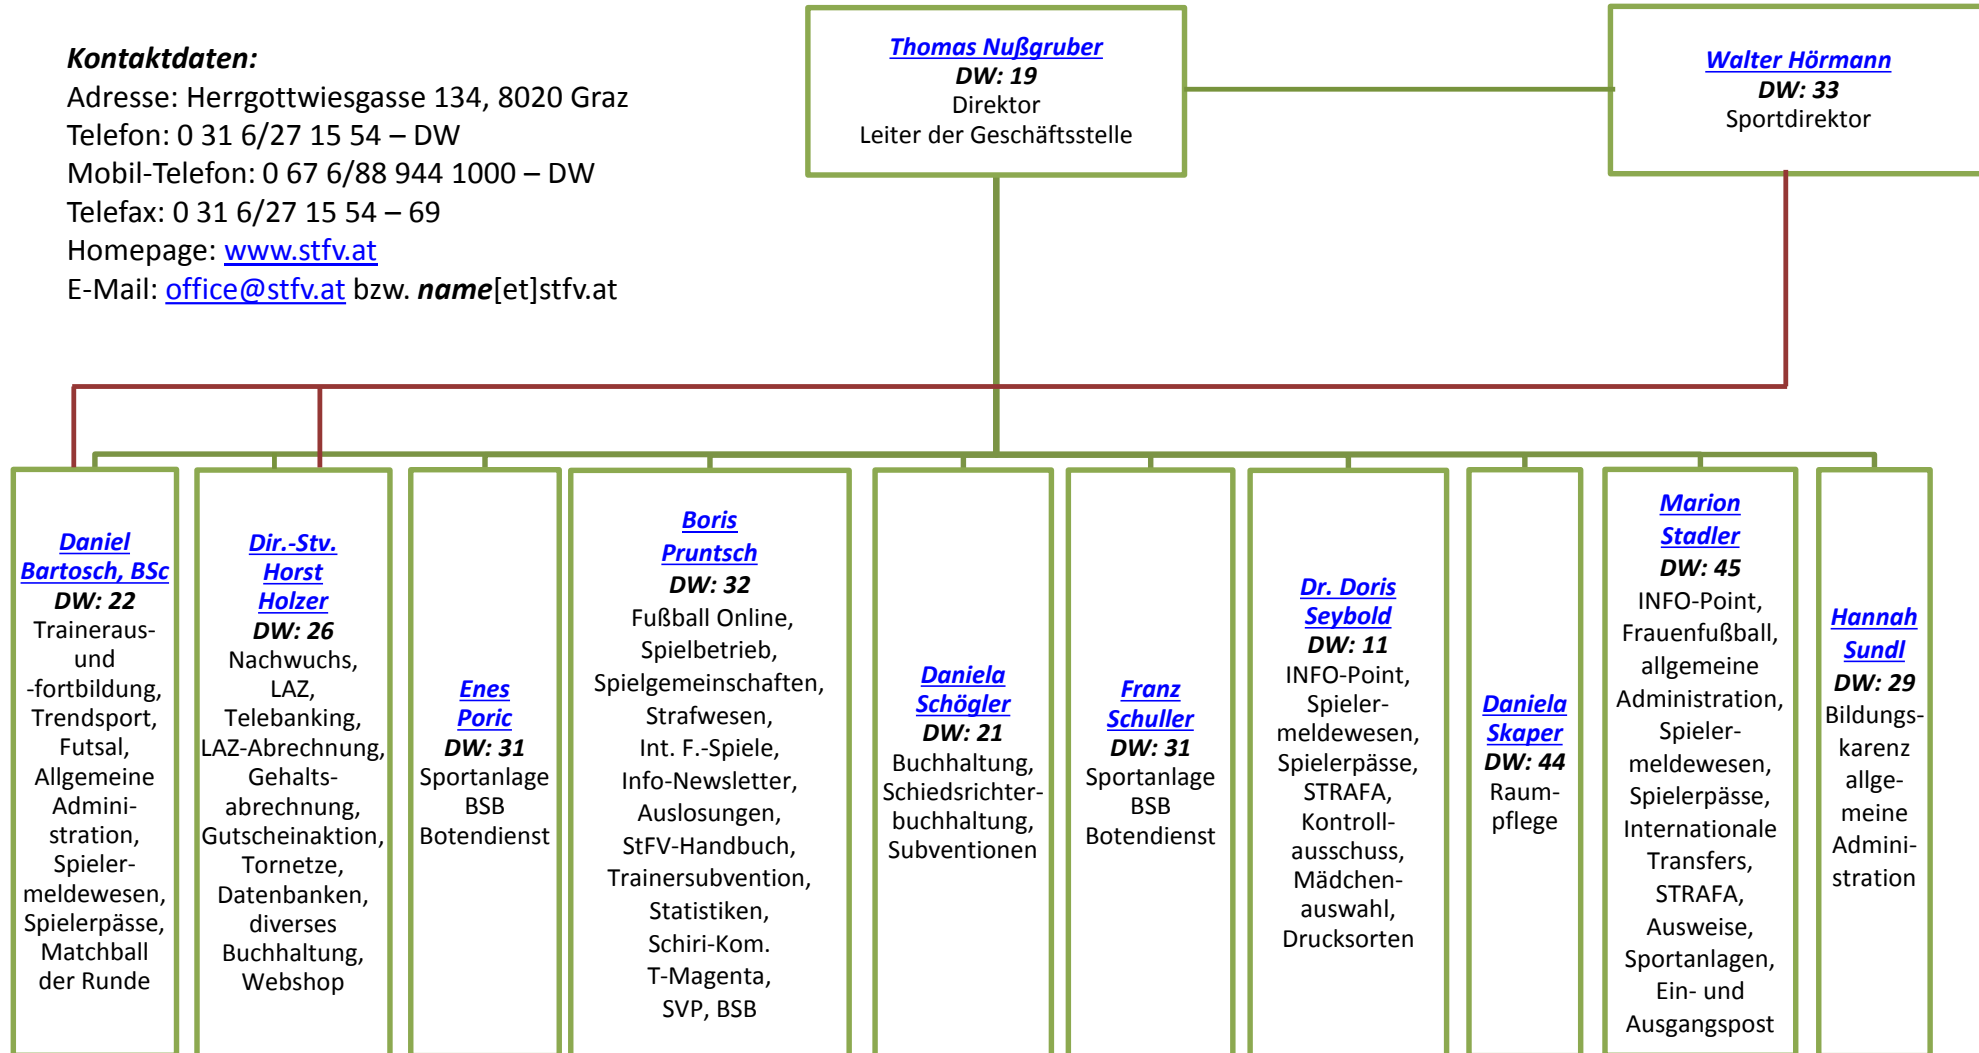 Kontaktdaten:
Adresse: Herrgottwiesgasse 134, 8020 Graz
Telefon: 0 31 6/27 15 54 – DW
Mobil-Telefon: 0 67 6/88 944 1000 – DW
Telefax: 0 31 6/27 15 54 – 69
Homepage: www.stfv.at
E-Mail: office@stfv.at bzw. name[et]stfv.at
Thomas Nußgruber
DW: 19
Direktor
Leiter der Geschäftsstelle
Walter Hörmann
DW: 33
Sportdirektor
Daniel
Bartosch, BSc
DW: 22
Traineraus-
und
-fortbildung,
Trendsport,
Futsal,
Allgemeine
Admini-
stration,
Spieler-
meldewesen,
Spielerpässe,
Matchball
der Runde
Dir.-Stv.
Horst
Holzer
DW: 26
Nachwuchs,
LAZ,
Telebanking,
LAZ-Abrechnung,
Gehalts-
abrechnung,
Gutscheinaktion,
Tornetze,
Datenbanken,
diverses
Buchhaltung,
Webshop
Enes
Poric
DW: 31
Sportanlage
BSB
Botendienst
Boris
Pruntsch
DW: 32
Fußball Online,
Spielbetrieb,
Spielgemeinschaften,
Strafwesen,
Int. F.-Spiele,
Info-Newsletter,
Auslosungen,
StFV-Handbuch,
Trainersubvention,
Statistiken,
Schiri-Kom.
T-Magenta,
SVP, BSB
Daniela
Schögler
DW: 21
Buchhaltung,
Schiedsrichter-
buchhaltung,
Subventionen
Franz
Schuller
DW: 31
Sportanlage
BSB
Botendienst
Dr. Doris
Seybold
DW: 11
INFO-Point,
Spieler-
meldewesen,
Spielerpässe,
STRAFA,
Kontroll-
ausschuss,
Mädchen-
auswahl,
Drucksorten
Daniela
Skaper
DW: 44
Raum-
pflege
Marion
Stadler
DW: 45
INFO-Point,
Frauenfußball,
allgemeine
Administration,
Spieler-
meldewesen,
Spielerpässe,
Internationale
Transfers,
STRAFA,
Ausweise,
Sportanlagen,
Ein- und
Ausgangspost
Hannah
Sundl
DW: 29
Bildungs-
karenz
allge-
meine
Admini-
stration